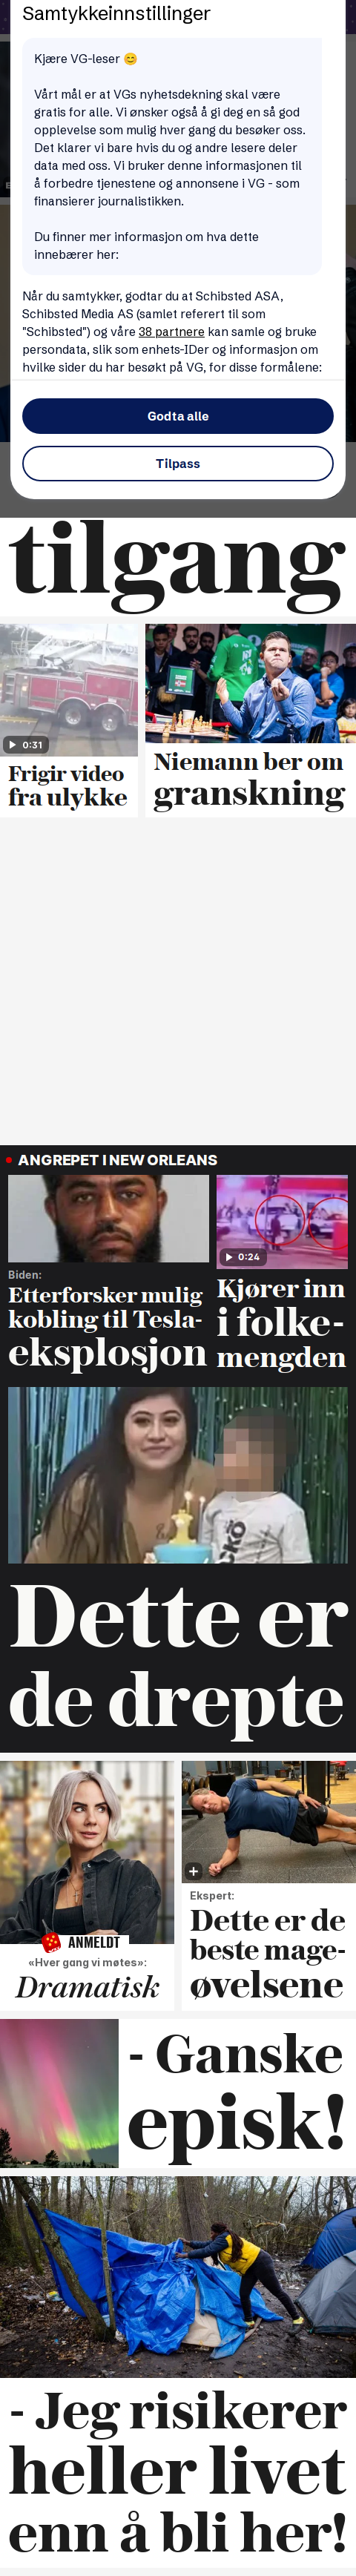 Samtykkeinnstillinger
Kjære VG-leser 😊
Vårt mål er at VGs nyhetsdekning skal være
gratis for alle. Vi ønsker også å gi deg en så god
opplevelse som mulig hver gang du besøker oss.
Det klarer vi bare hvis du og andre lesere deler
data med oss. Vi bruker denne informasjonen til
å forbedre tjenestene og annonsene i VG - som
finansierer journalistikken.
Du finner mer informasjon om hva dette
innebærer her:
Når du samtykker, godtar du at Schibsted ASA,
Schibsted Media AS (samlet referert til som
"Schibsted") og våre 38 partnere kan samle og bruke
persondata, slik som enhets-IDer og informasjon om
hvilke sider du har besøkt på VG, for disse formålene:
Godta alle
Tilpass
tilgang
0:31
Frigir video
fra ulykke
Niemann ber om
granskning
ANGREPET I NEW ORLEANS
Biden:
Etterforsker mulig
kobling til Tesla-
eksplosjon
0:24
Kjører inn
i folke-
mengden
Dette er
de drepte
ANMELDT
«Hver gang vi møtes»:
Dramatisk
Ekspert:
Dette er de
beste mage-
øvelsene
- Ganske
episk!
- Jeg risikerer
heller livet
enn å bli her!